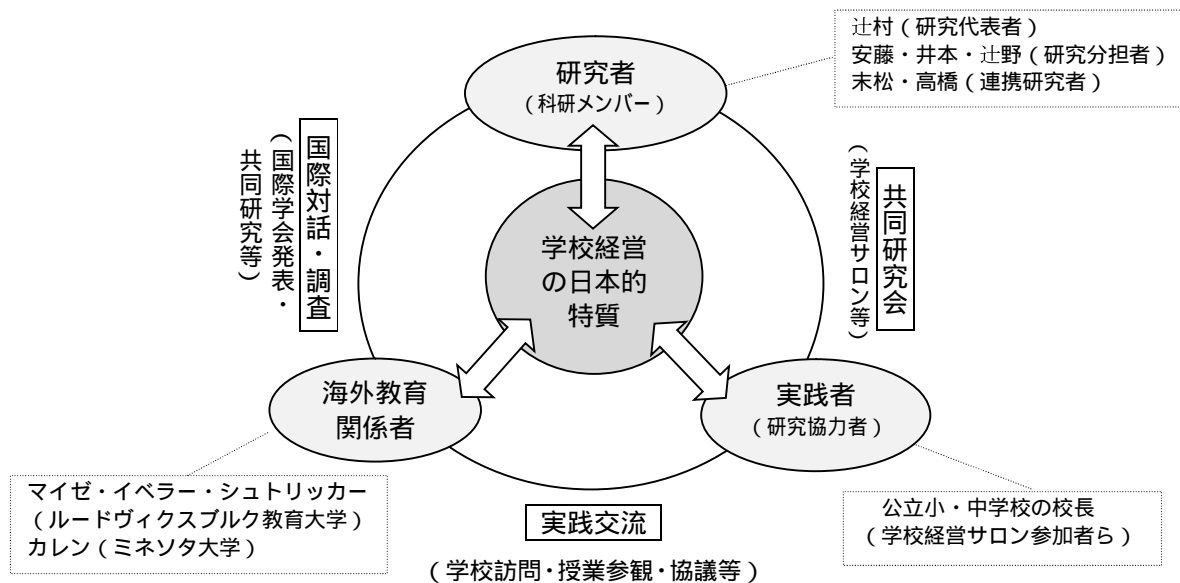 辻村（研究代表者）
安藤・井本・辻野（研究分担者）
末松・高橋（連携研究者）
研究者
（科研メンバー）
国際対話・調査
（国際学会発表・
共同研究等）
共同研究会
（学校経営サロン等）
学校経営
の日本的
特質
海外教育
関係者
実践者
（研究協力者）
マイゼ・イベラー・シュトリッカー
（ルードヴィクスブルク教育大学）
カレン（ミネソタ大学）
実践交流
（学校訪問・授業参観・協議等）
公立小・中学校の校長
（学校経営サロン参加者ら）